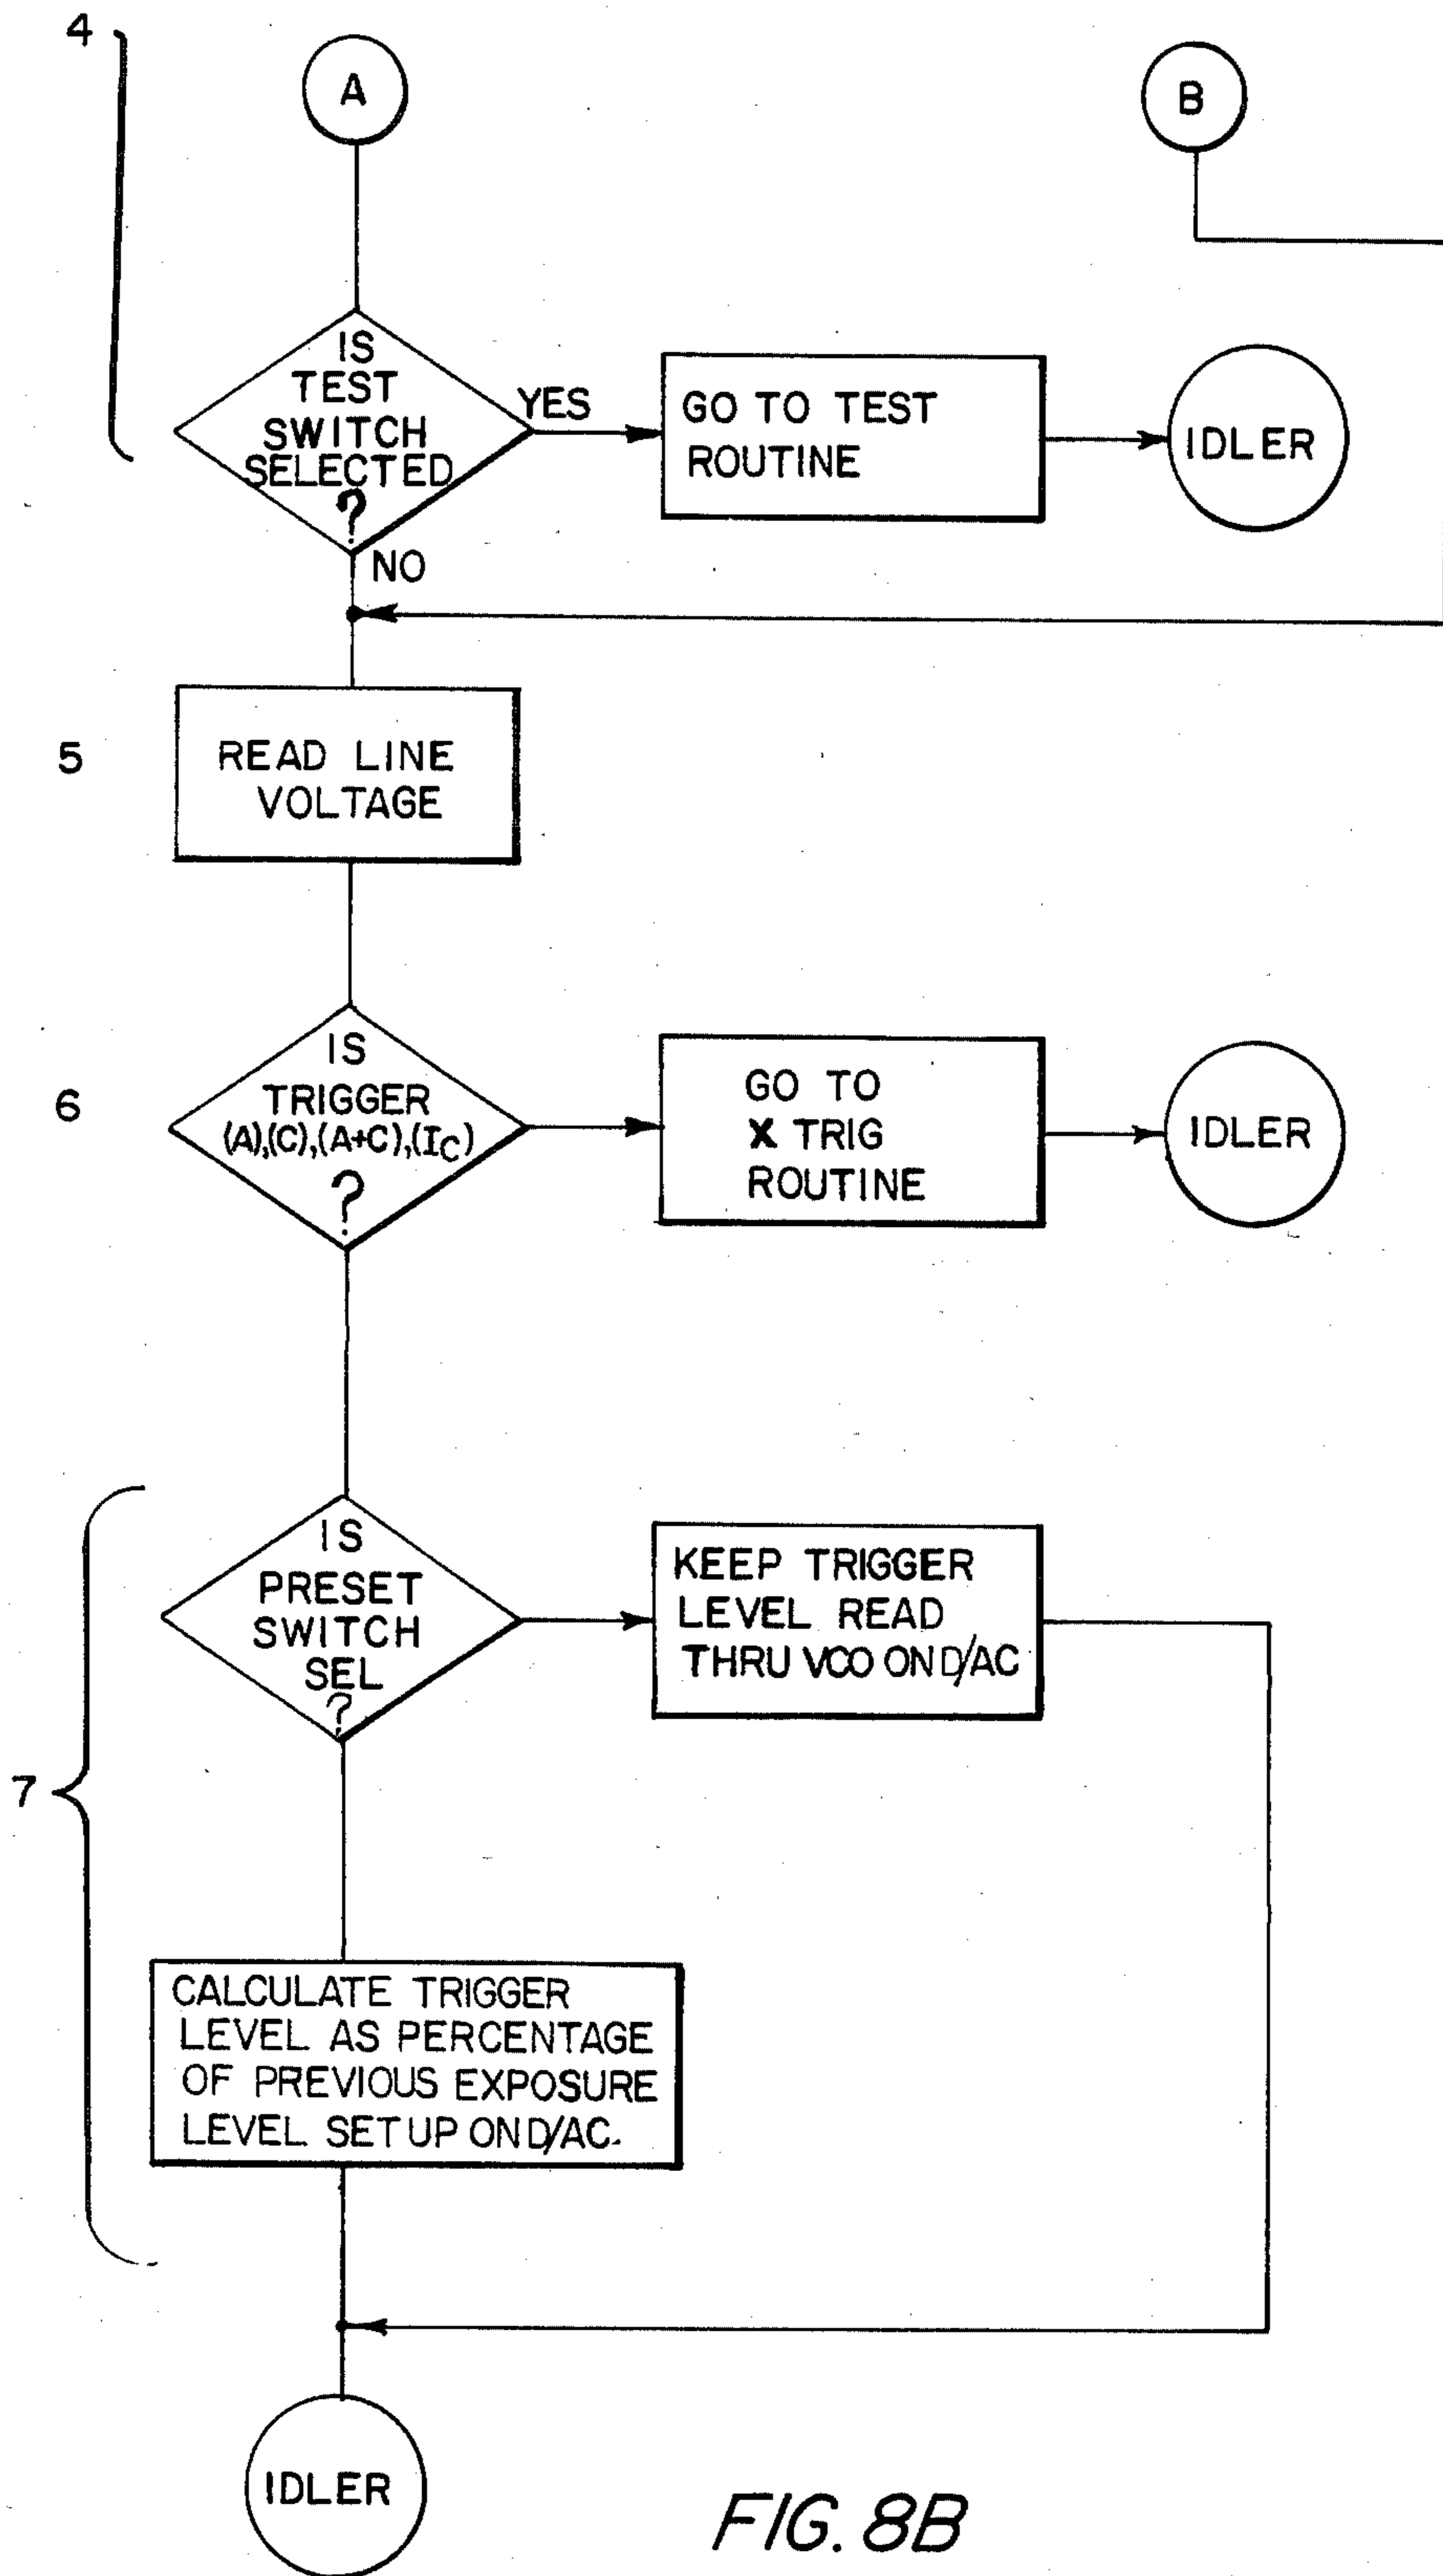 4
A
B
IS
TEST
SWITCH
SELECTED
?
YES
GO TO TEST
ROUTINE
IDLER
NO
5
READ LINE
VOLTAGE
6
IS
TRIGGER
(A),(C),(A+C),(IC)
?
GO TO
X TRIG
ROUTINE
IDLER
7
IS
PRESET
SWITCH
SEL
?
KEEP TRIGGER
LEVEL READ
THRU VCO ON D/AC
CALCULATE TRIGGER
LEVEL AS PERCENTAGE
OF PREVIOUS EXPOSURE
LEVEL SET UP ON D/AC.
IDLER
FIG. 8B